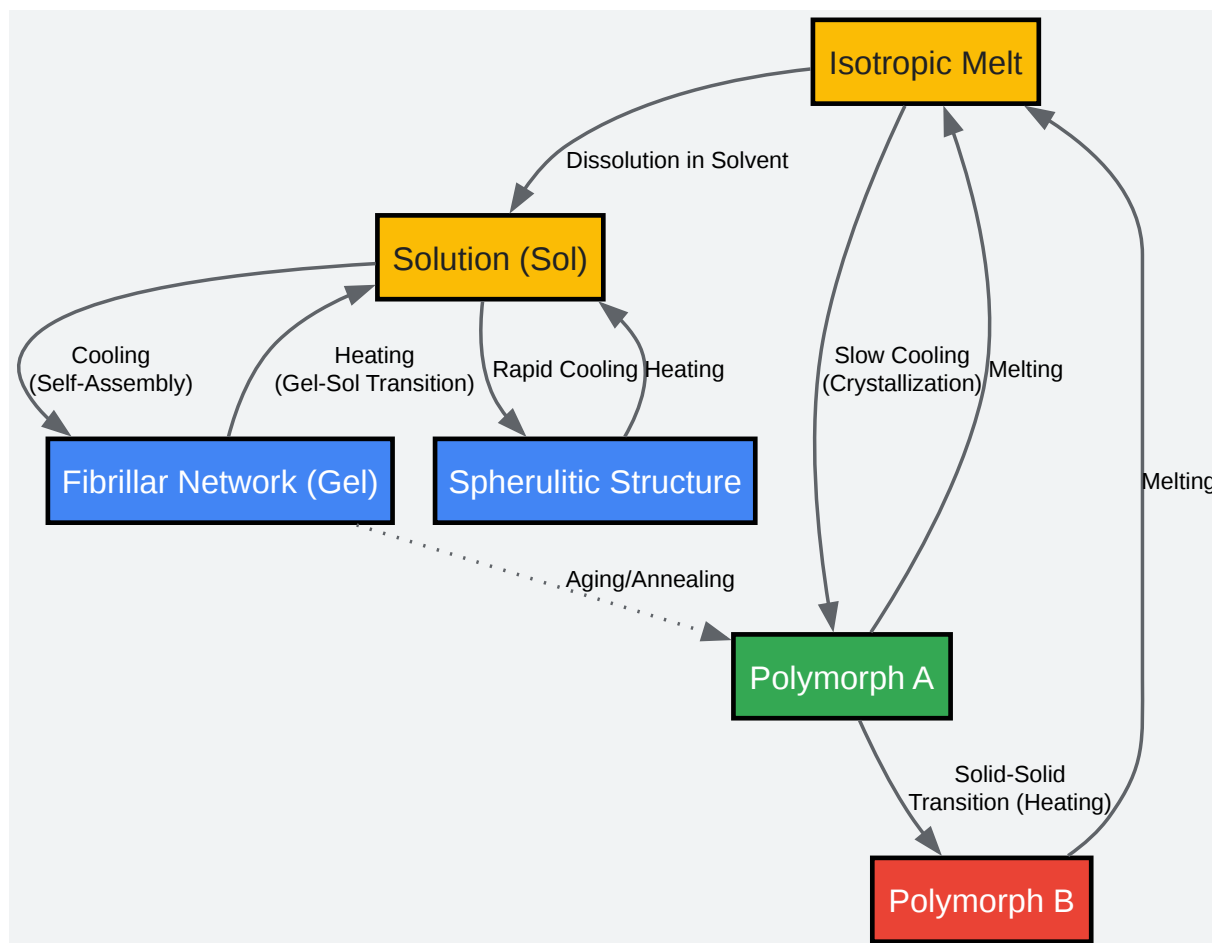 Isotropic Melt
Dissolution in Solvent
Solution (Sol)
Cooling
(Self-Assembly)
Heating
(Gel-Sol Transition)
Rapid Cooling
Heating
Slow Cooling
(Crystallization)
Melting
Melting
Fibrillar Network (Gel)
Spherulitic Structure
Aging/Annealing
Polymorph A
Solid-Solid
Transition (Heating)
Polymorph B